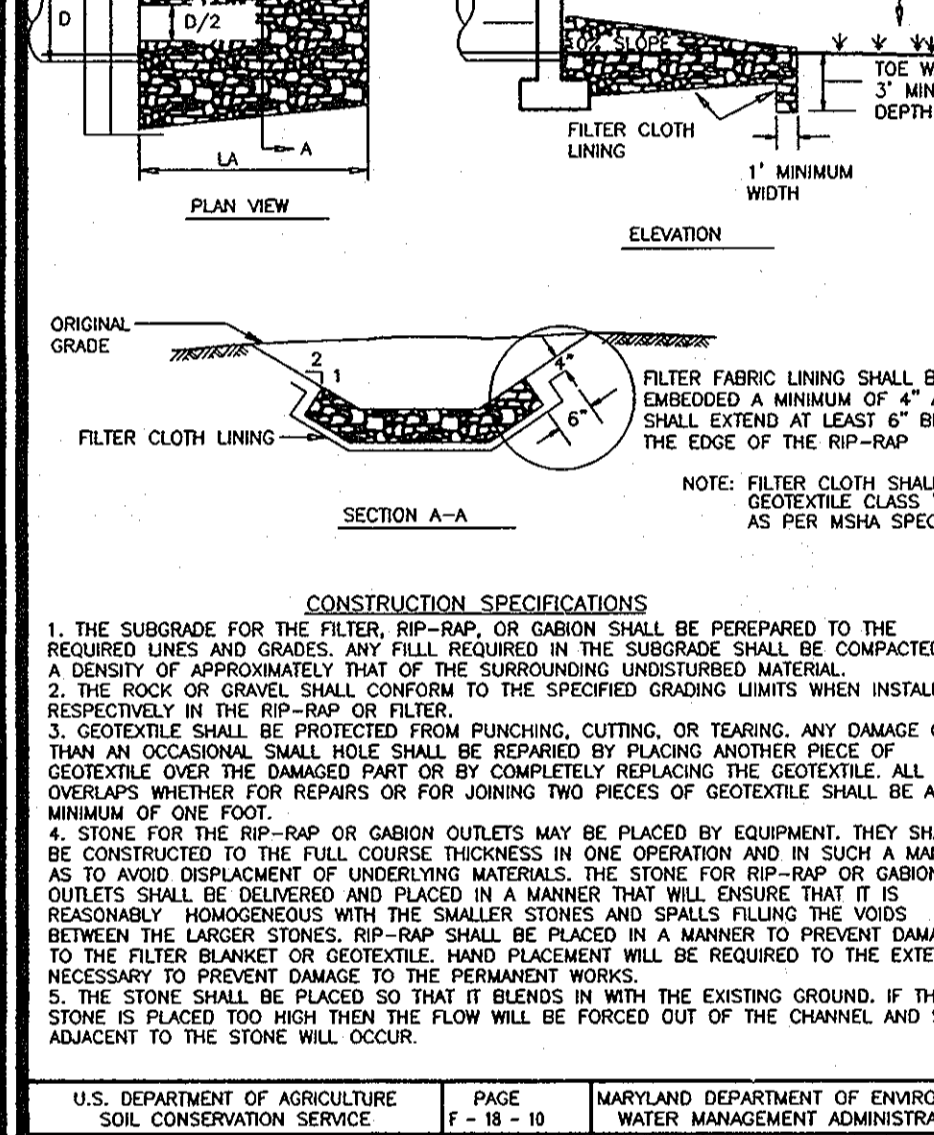 D
D/2
A
LA
PLAN VIEW
0% SLOPE
TOE W
3' MIN
DEPTH
FILTER CLOTH
LINING
1' MINIMUM
WIDTH
ELEVATION
ORIGINAL
GRADE
2
1
4"
6"
FILTER CLOTH LINING
FILTER FABRIC LINING SHALL B
EMBEDDED A MINIMUM OF 4" A
SHALL EXTEND AT LEAST 6" B
THE EDGE OF THE RIP-RAP
NOTE: FILTER CLOTH SHALL
GEOTEXTILE CLASS
AS PER MSHA SPEC
SECTION A-A
CONSTRUCTION SPECIFICATIONS
1. THE SUBGRADE FOR THE FILTER, RIP-RAP, OR GABION SHALL BE PEREPARED TO THE
REQUIRED LINES AND GRADES. ANY FILLL REQUIRED IN THE SUBGRADE SHALL BE COMPACTED
A DENSITY OF APPROXIMATELY THAT OF THE SURROUNDING UNDISTURBED MATERIAL.
2. THE ROCK OR GRAVEL SHALL CONFORM TO THE SPECIFIED GRADING LIIMITS WHEN INSTALL
RESPECTIVELY IN THE RIP-RAP OR FILTER.
3. GEOTEXTILE SHALL BE PROTECTED FROM PUNCHING, CUTTING, OR TEARING. ANY DAMAGE O
THAN AN OCCASIONAL SMALL HOLE SHALL BE REPARIED BY PLACING ANOTHER PIECE OF
GEOTEXTILE OVER THE DAMAGED PART OR BY COMPLETELY REPLACING THE GEOTEXTILE. ALL
OVERLAPS WHETHER FOR REPAIRS OR FOR JOINING TWO PIECES OF GEOTEXTILE SHALL BE A
MINIMUM OF ONE FOOT.
4. STONE FOR THE RIP-RAP OR GABION OUTLETS MAY BE PLACED BY EQUIPMENT. THEY SHA
BE CONSTRUCTED TO THE FULL COURSE THICKNESS IN ONE OPERATION AND IN SUCH A MAN
AS TO AVOID DISPLACMENT OF UNDERLYING MATERIALS. THE STONE FOR RIP-RAP OR GABION
OUTLETS SHALL BE DELIVERED AND PLACED IN A MANNER THAT WILL ENSURE THAT IT IS
REASONABLY HOMOGENEOUS WITH THE SMALLER STONES AND SPALLS FILLING THE VOIDS
BETWEEN THE LARGER STONES. RIP-RAP SHALL BE PLACED IN A MANNER TO PREVENT DAMA
TO THE FILTER BLANKET OR GEOTEXTILE. HAND PLACEMENT WILL BE REQUIRED TO THE EXTE
NECESSARY TO PREVENT DAMAGE TO THE PERMANENT WORKS.
5. THE STONE SHALL BE PLACED SO THAT IT BLENDS IN WITH THE EXISTING GROUND. IF TH
STONE IS PLACED TOO HIGH THEN THE FLOW WILL BE FORCED OUT OF THE CHANNEL AND S
ADJACENT TO THE STONE WILL OCCUR.
U.S. DEPARTMENT OF AGRICULTURE
SOIL CONSERVATION SERVICE
PAGE
F - 18 - 10
MARYLAND DEPARTMENT OF ENVIRO
WATER MANAGEMENT ADMINISTRA